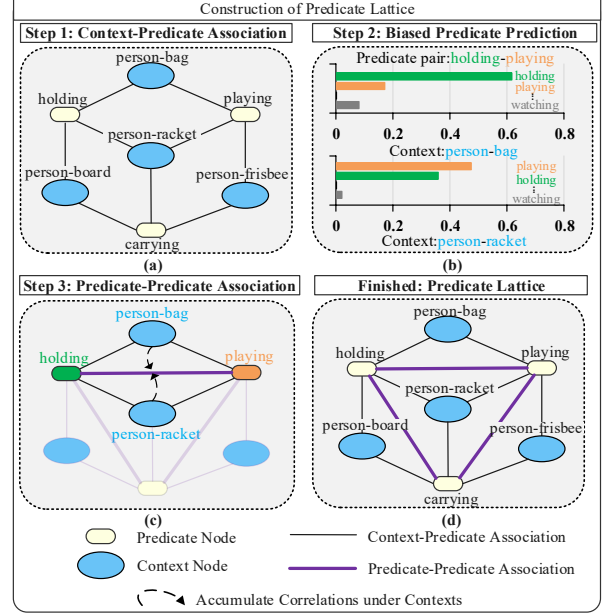 Construction of Predicate Lattice
Step 1: Context-Predicate Association
person-bag
holding
playing
person-racket
person-board
person-frisbee
carrying
(a)
Step 2: Biased Predicate Prediction
Predicate pair:holding-playing
holding
playing
watching
0 0.2 0.4 0.6 0.8
Context:person-bag
playing
holding
watching
0 0.2 0.4 0.6 0.8
Context:person-racket
(b)
Step 3: Predicate-Predicate Association
person-bag
holding
playing
person-racket
(c)
Finished: Predicate Lattice
person-bag
holding
playing
person-racket
person-board
person-frisbee
carrying
(d)
Predicate Node
Context-Predicate Association
Context Node
Predicate-Predicate Association
Accumulate Correlations under Contexts